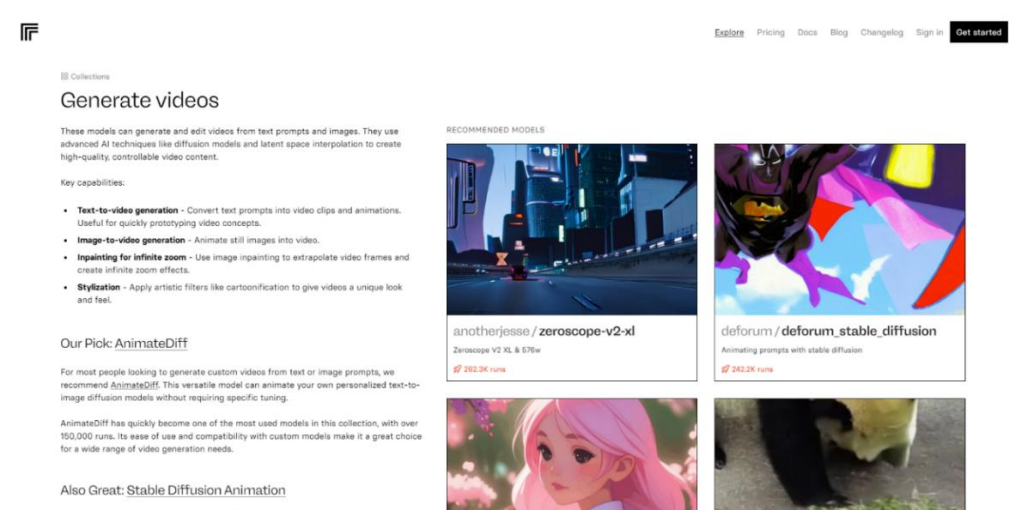 Explore Pricing Docs Blog Changelog Sign in Get started
Collections
Generate videos
These models can generate and edit videos from text prompts and images. They use
advanced AI techniques like diffusion models and latent space interpolation to create
high-quality, controllable video content.
Key capabilities:
• Text-to-video generation - Convert text prompts into video clips and animations.
Useful for quickly prototyping video concepts.
• Image-to-video generation - Animate still images into video.
• Inpainting for infinite zoom - Use image inpainting to extrapolate video frames and
create infinite zoom effects.
• Stylization - Apply artistic filters like cartoonification to give videos a unique look
and feel.
Our Pick: AnimateDiff
For most people looking to generate custom videos from text or image prompts, we
recommend AnimateDiff. This versatile model can animate your own personalized text-to-
image diffusion models without requiring specific tuning.
AnimateDiff has quickly become one of the most used models in this collection, with over
150,000 runs. Its ease of use and compatibility with custom models make it a great choice
for a wide range of video generation needs.
Also Great: Stable Diffusion Animation
RECOMMENDED MODELS
anotherjesse / zeroscope-v2-xl
Zeroscope V2 XL & 576w
262.3K runs
deforum / deforum_stable_diffusion
Animating prompts with stable diffusion
242.2K runs